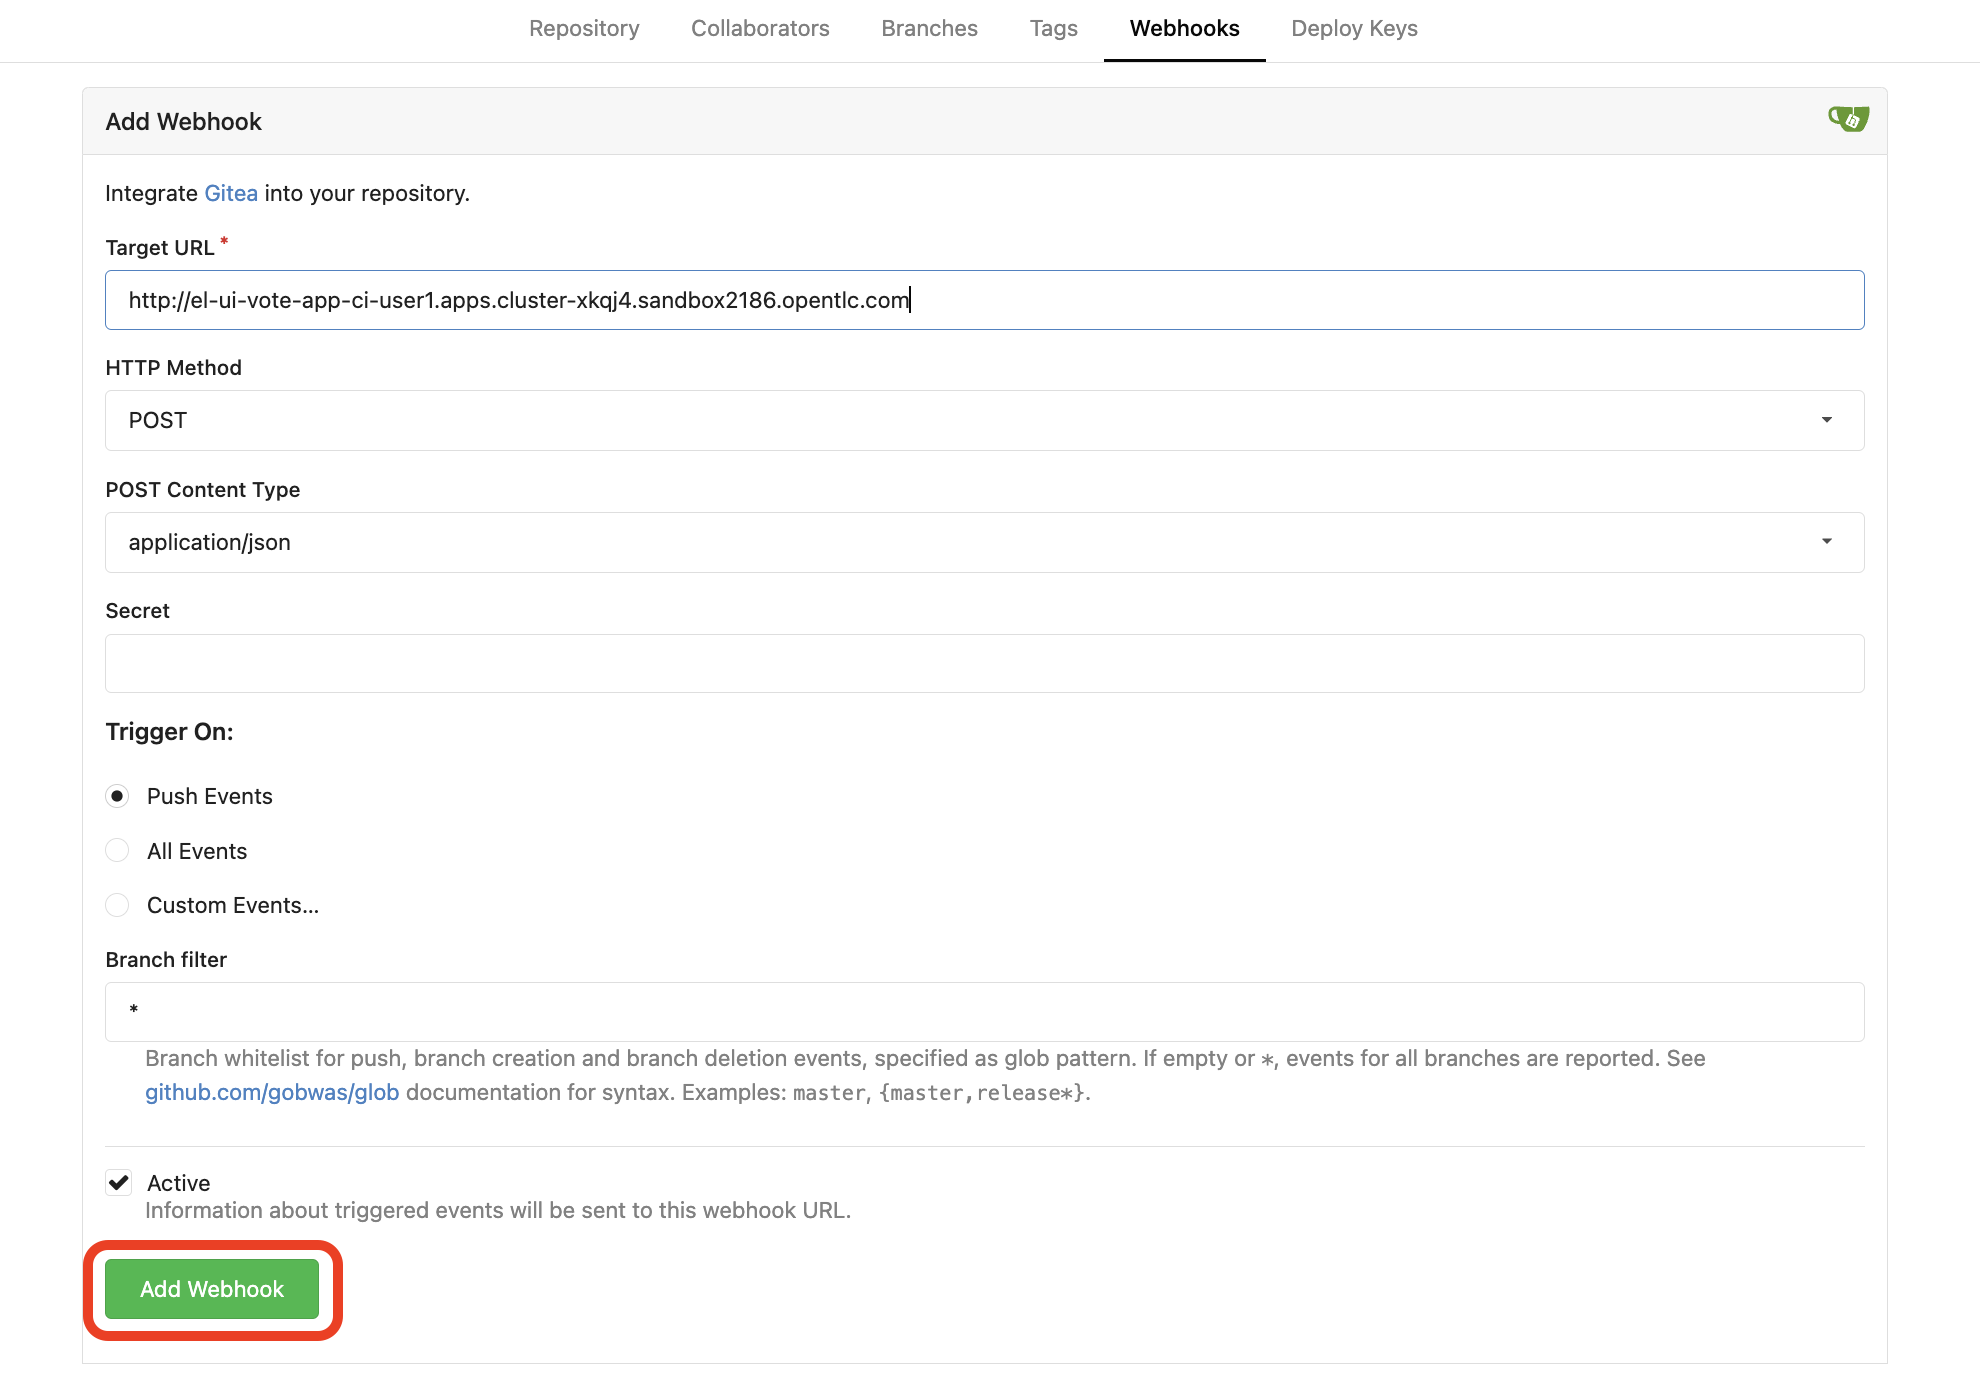 Repository Collaborators Branches Tags Webhooks Deploy Keys
Add Webhook
Integrate Gitea into your repository.
Target URL *
http://el-ui-vote-app-ci-user1.apps.cluster-xkqj4.sandbox2186.opentlc.com
HTTP Method
POST
POST Content Type
application/json
Secret
Trigger On:
Push Events
All Events
Custom Events...
Branch filter
*
Branch whitelist for push, branch creation and branch deletion events, specified as glob pattern. If empty or *, events for all branches are reported. See
github.com/gobwas/glob documentation for syntax. Examples: master, {master,release*}.
Active
Information about triggered events will be sent to this webhook URL.
Add Webhook